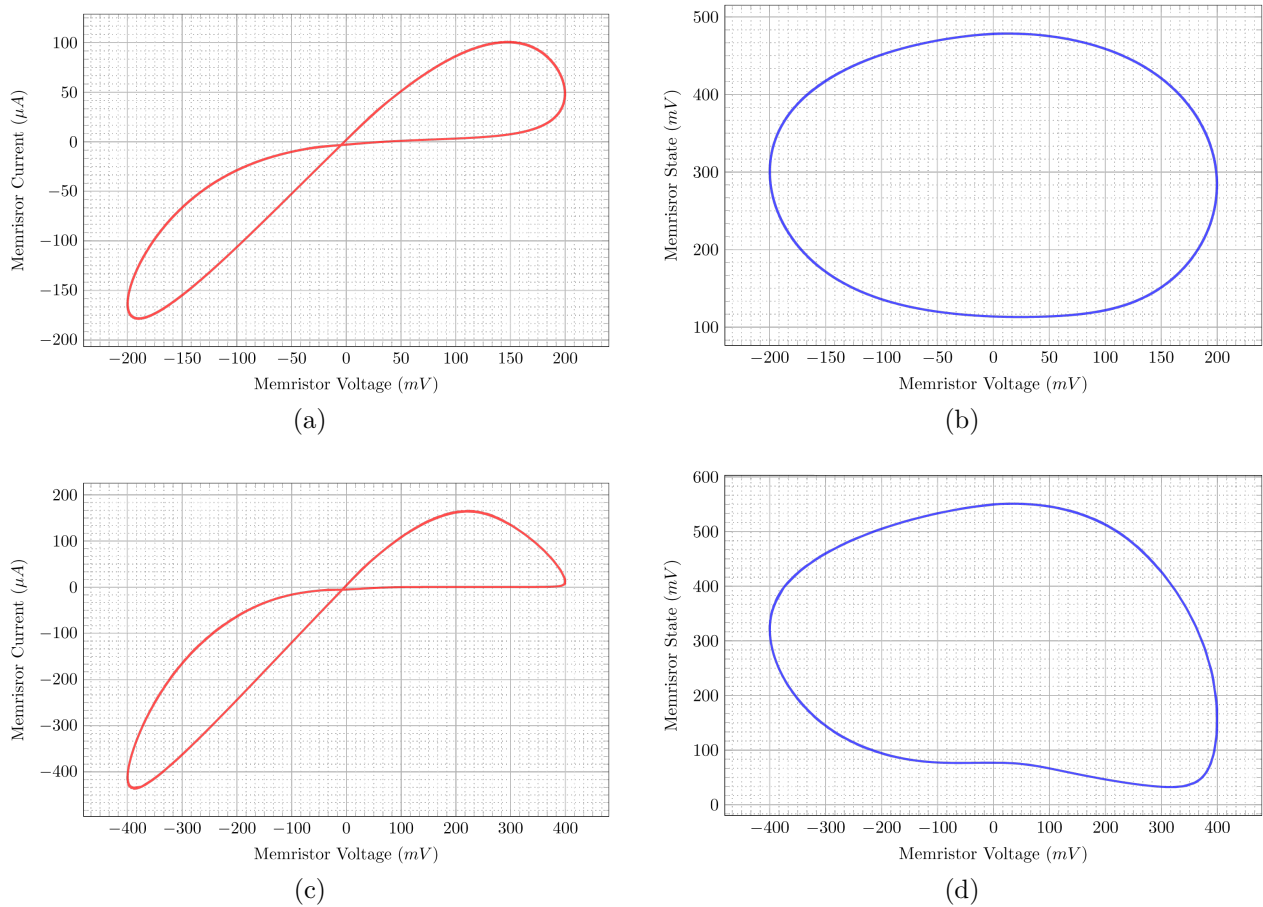 100
50
0
−50
−100
−150
−200
Memrisror Current (μA)
−200 −150 −100 −50 0 50 100 150 200
Memristor Voltage (mV)
(a)
500
400
300
200
100
Memrisror State (mV)
−200 −150 −100 −50 0 50 100 150 200
Memristor Voltage (mV)
(b)
200
100
0
−100
−200
−300
−400
Memrisror Current (μA)
−400 −300 −200 −100 0 100 200 300 400
Memristor Voltage (mV)
(c)
600
500
400
300
200
100
0
Memrisror State (mV)
−400 −300 −200 −100 0 100 200 300 400
Memristor Voltage (mV)
(d)